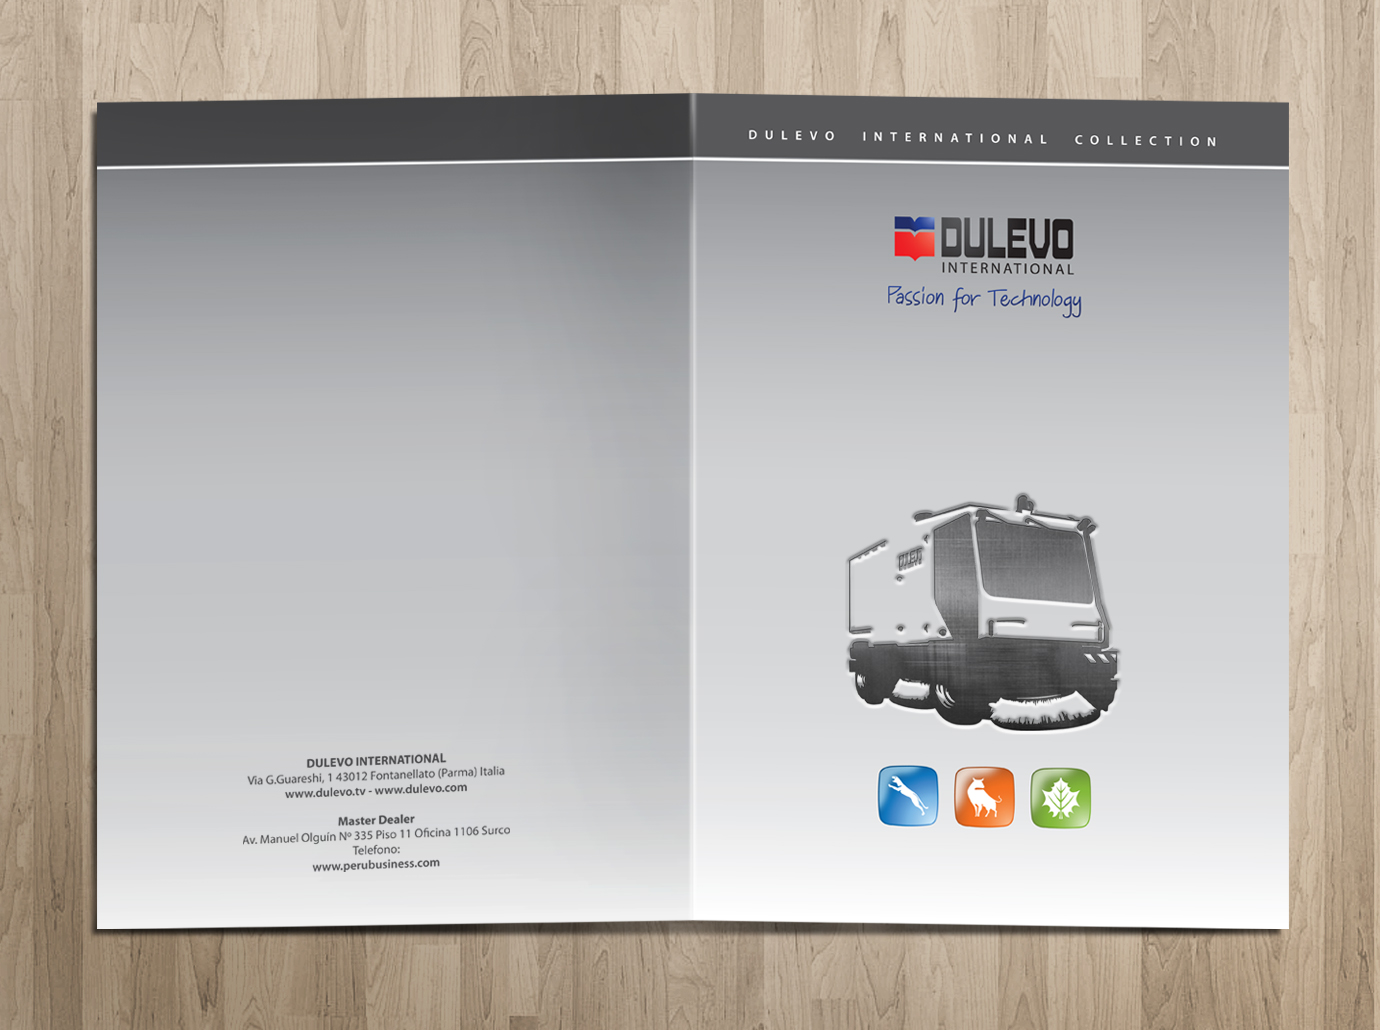 DULEVO INTERNATIONAL COLLECTION
DULEVO
INTERNATIONAL
Passion for Technology
DULEVO
DULEVO INTERNATIONAL
Via G.Guareshi, 1 43012 Fontanellato (Parma) Italia
www.dulevo.tv - www.dulevo.com
Master Dealer
Av. Manuel Olguín Nº 335 Piso 11 Oficina 1106 Surco
Telefono:
www.perubusiness.com